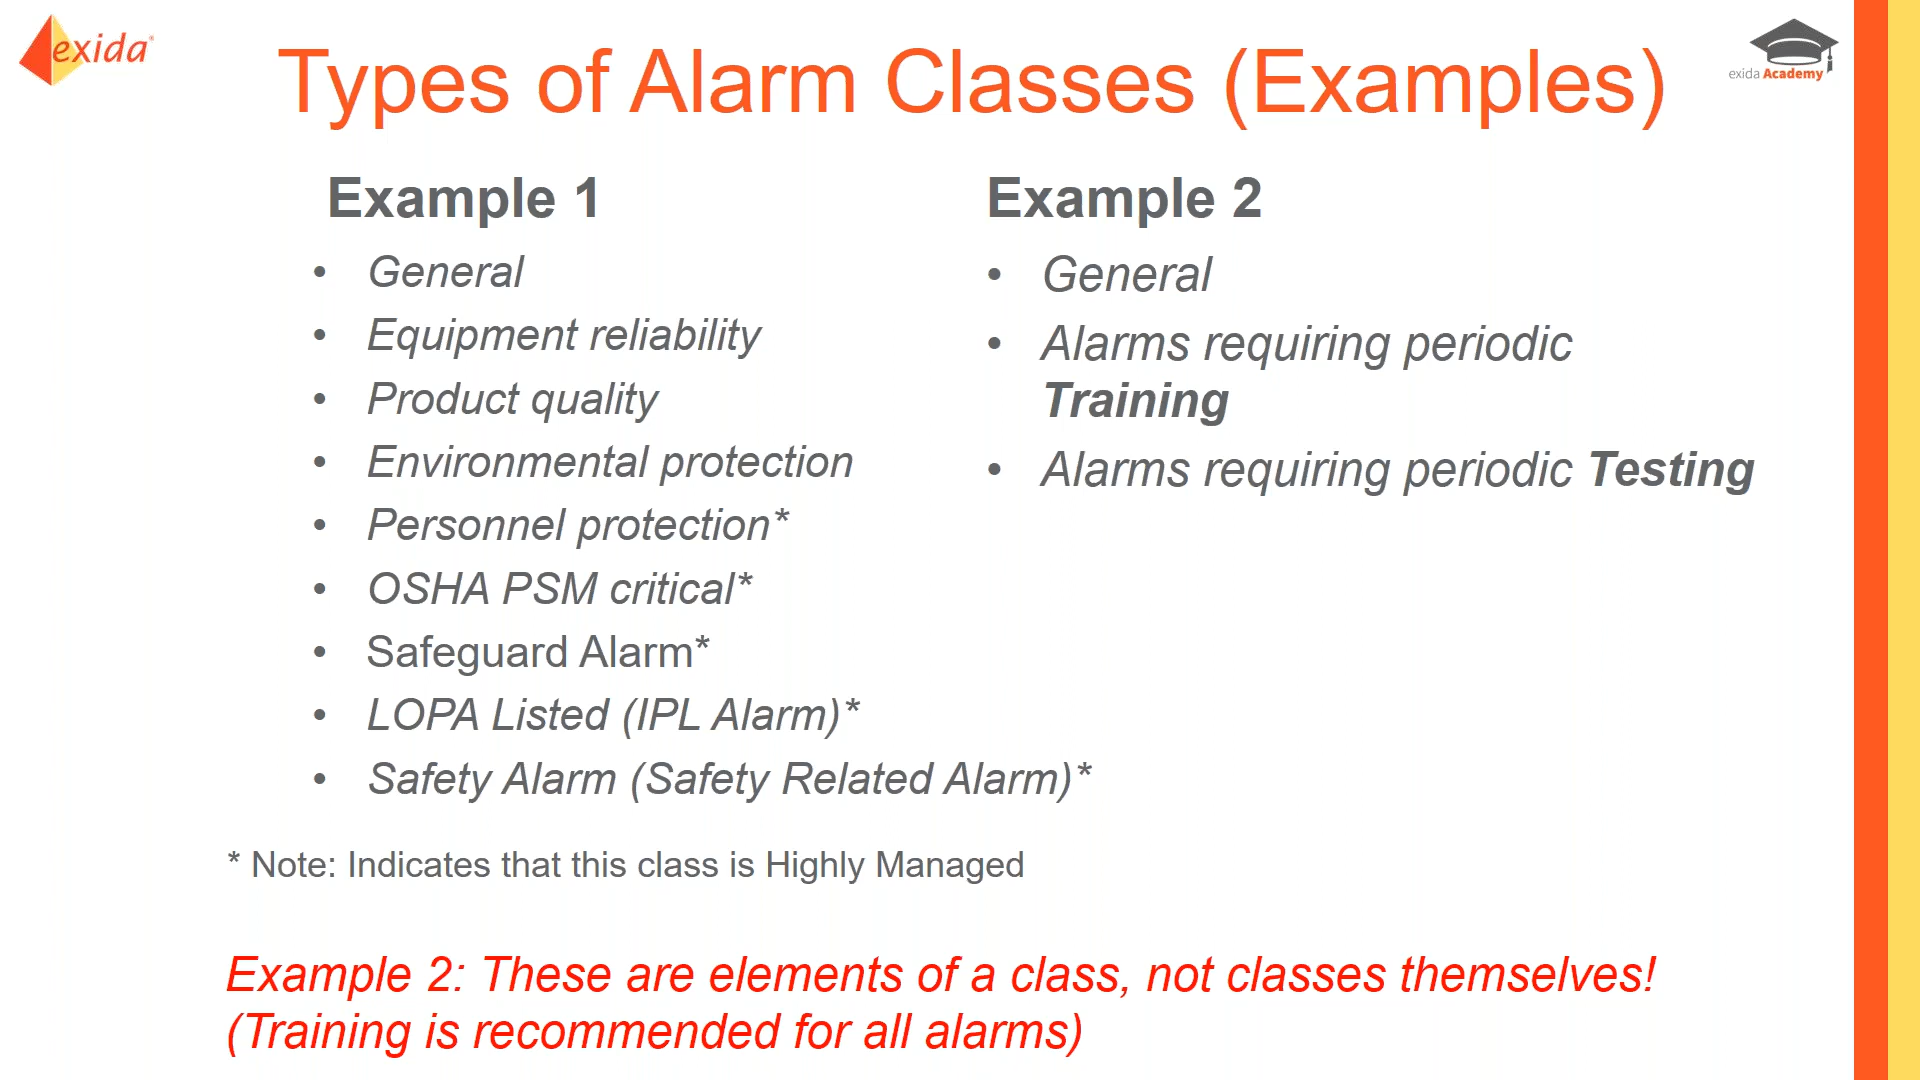 exida
Types of Alarm Classes (Examples)
exida Academy
Example 1
• General
• Equipment reliability
• Product quality
• Environmental protection
• Personnel protection*
• OSHA PSM critical*
• Safeguard Alarm*
• LOPA Listed (IPL Alarm)*
• Safety Alarm (Safety Related Alarm)*
Example 2
• General
• Alarms requiring periodic
Training
• Alarms requiring periodic Testing
* Note: Indicates that this class is Highly Managed
Example 2: These are elements of a class, not classes themselves!
(Training is recommended for all alarms)